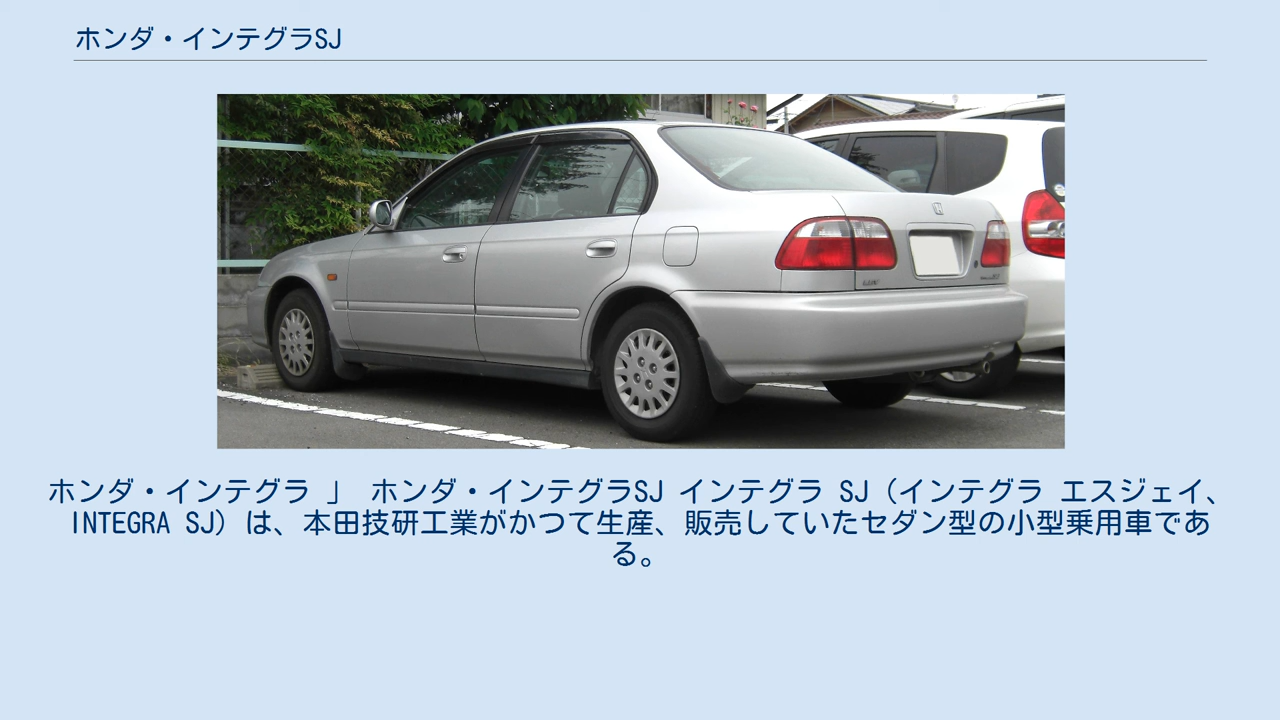 ホンダ・インテグラSJ
ホンダ・インテグラ 」 ホンダ・インテグラSJ インテグラ SJ（インテグラ エスジェイ、
INTEGRA SJ）は、本田技研工業がかつて生産、販売していたセダン型の小型乗用車であ
る。